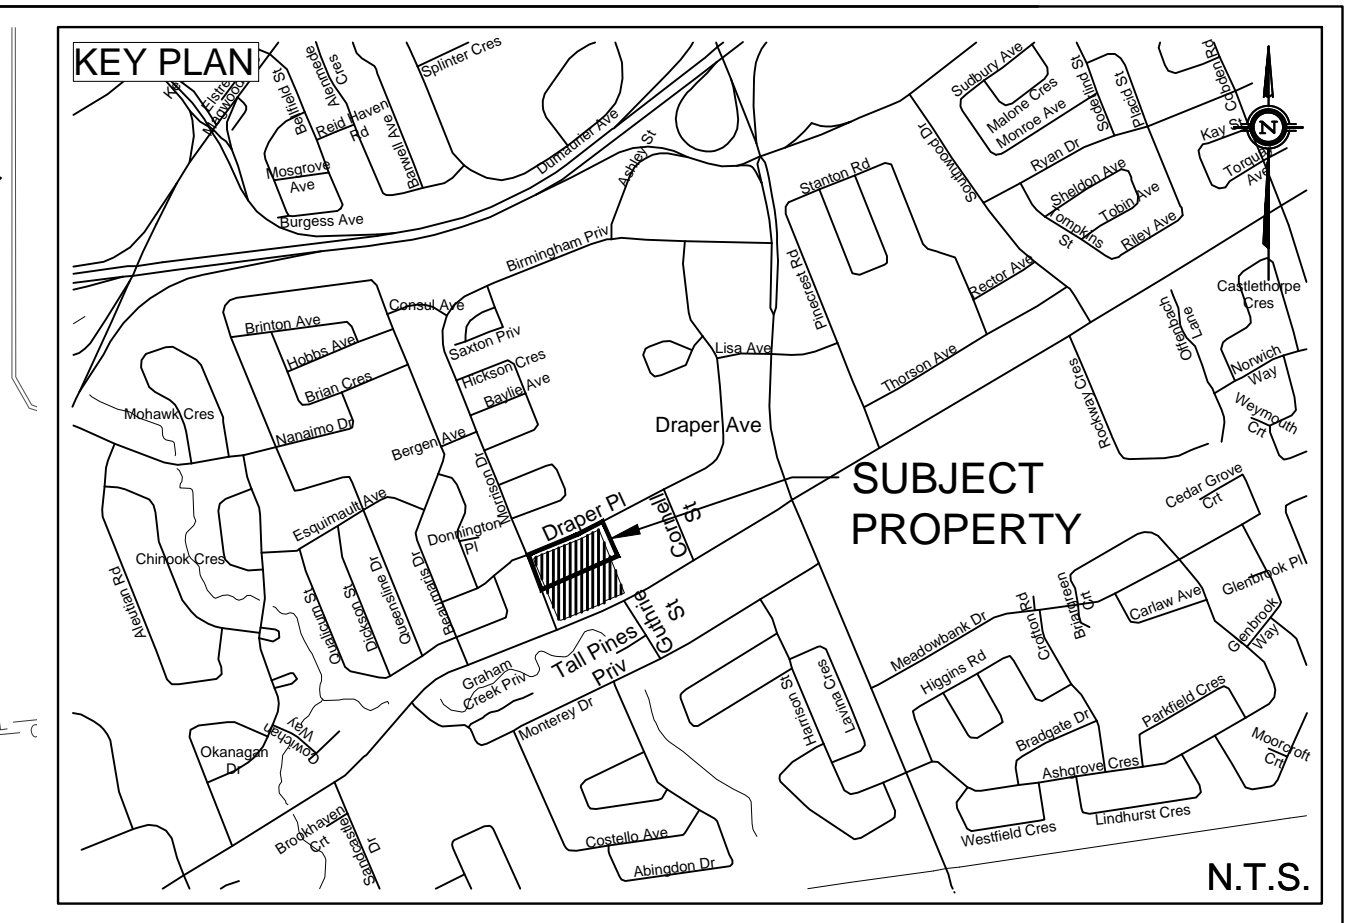 KEY PLAN
Splinter Cres
Alenmede
Cres
Bellfield St
Reid Haven
Rd
Barwell Ave
Mosgrove
Ave
Burgess Ave
Dumaurier Ave
Ashley St
Birmingham Priv
Stanton Rd
Southwood Dr
Sudbury Ave
Malone Cres
Monroe Ave
Soderlind St
Placid St
Cobden Rd
Kay St
Ryan Dr
Sheldon Ave
Tobin Ave
Tompkins
St
Riley Ave
N
Rector Ave
Pinecrest Rd
Castlethorpe
Cres
Offenbach
Lane
Norwich
Way
Weymouth
Crt
Consul Ave
Brinton Ave
Hobbs Ave
Brian Cres
Nanaimo Dr
Mohawk Cres
Saxton Priv
Hickson Cres
Baylie Ave
Bergen Ave
Morrison Dr
Lisa Ave
Thorson Ave
Rockway Cres
Draper Ave
SUBJECT
PROPERTY
Draper Pl
Cornell
St
Cedar Grove
Crt
Esquimault Ave
Donnington
Pl
Chinook Cres
Aleutian Rd
Qualicum St
Dickson St
Queensline Dr
Beaumaris Dr
Guthrie
St
Tall Pines
Priv
Graham
Creek Priv
Monterey Dr
Harrison St
Lavina Cres
Meadowbank Dr
Higgins Rd
Crofton Rd
Briargreen
Crt
Carlaw Ave
Glenbrook Pl
Glenbrook
Way
Parkfield Cres
Bradgate Dr
Ashgrove Cres
Moorcroft
Crt
Lindhurst Cres
Westfield Cres
Okanagan
Dr
Cowichan
Way
Brookhaven
Crt
Sandcastle
Dr
Costello Ave
Abingdon Dr
N.T.S.